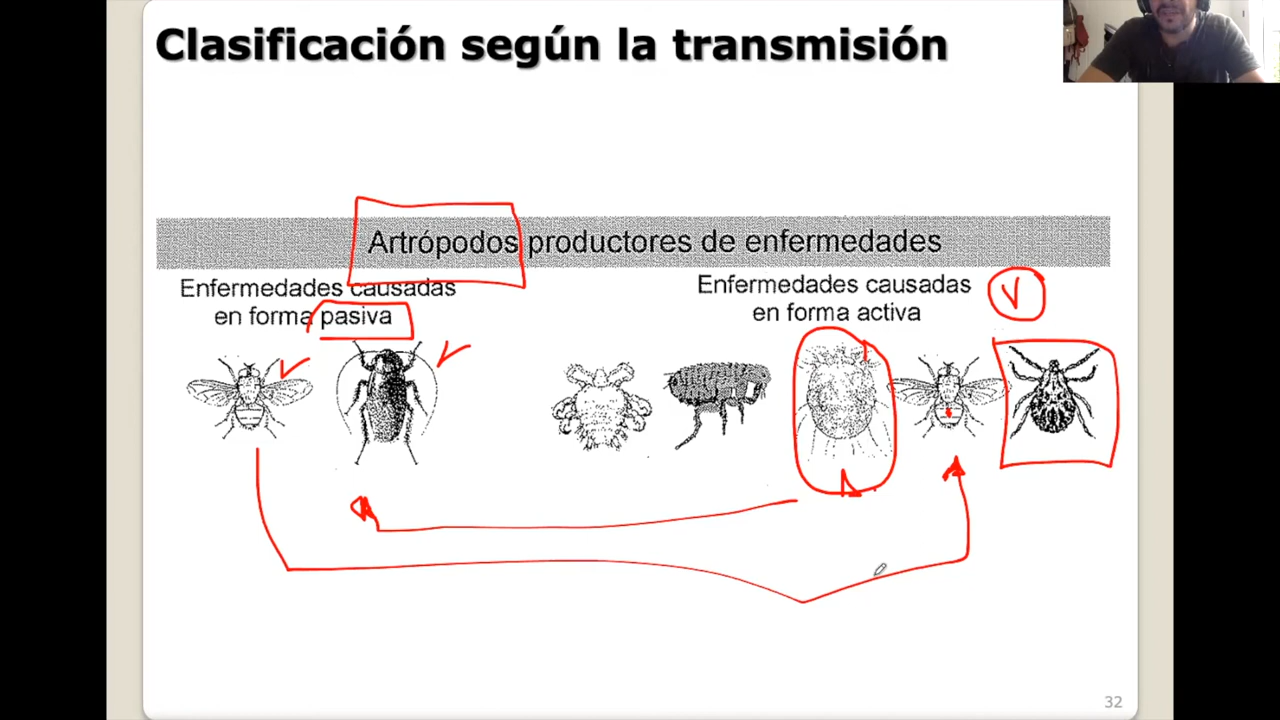 Clasificación según la transmisión
Artrópodos productores de enfermedades
Enfermedades causadas
en forma pasiva
Enfermedades causadas
en forma activa
V
32